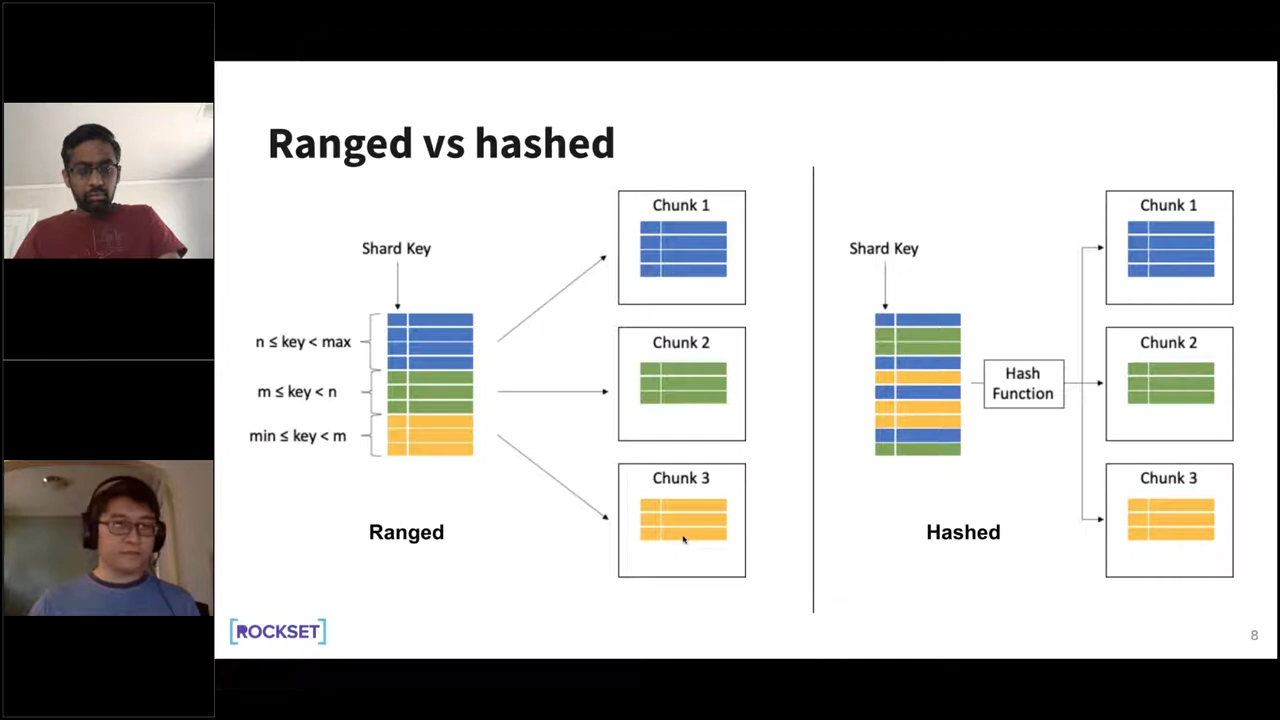 Ranged vs hashed
Shard Key
n ≤ key < max
m ≤ key < n
min ≤ key < m
Chunk 1
Chunk 2
Chunk 3
Ranged
Shard Key
Hash
Function
Chunk 1
Chunk 2
Chunk 3
Hashed
[ROCKSET]
8